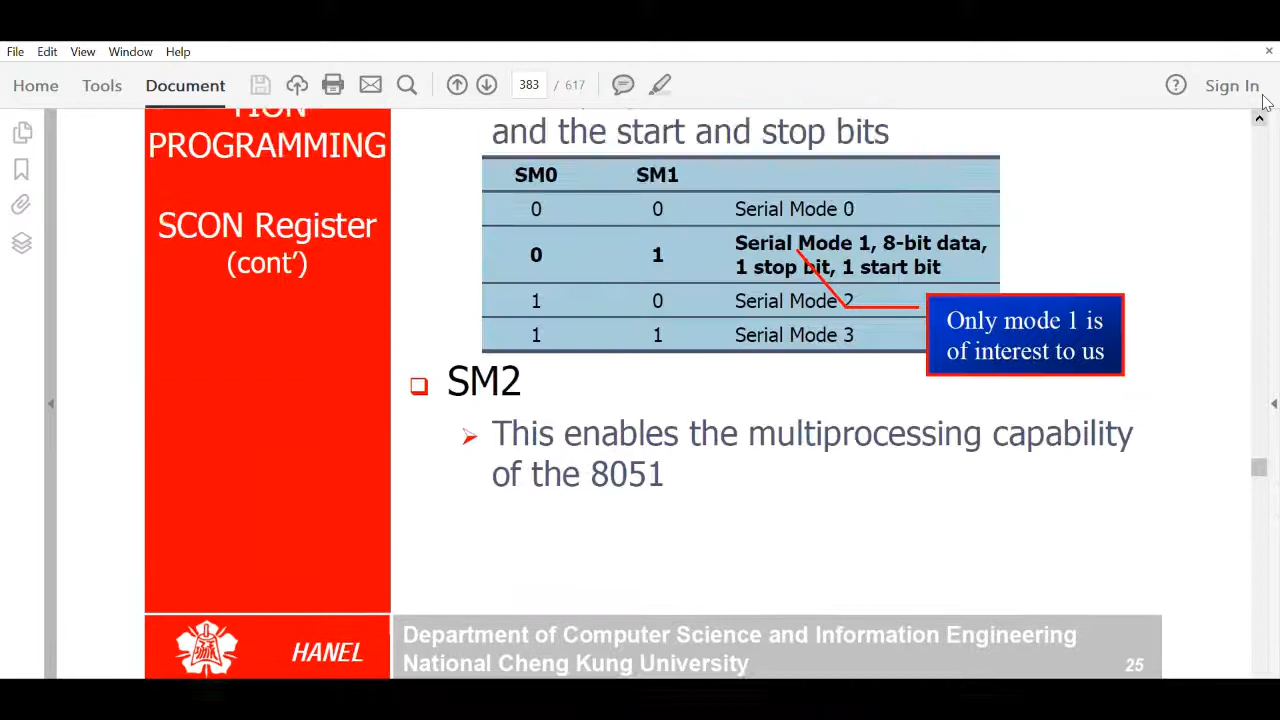 File Edit View Window Help
Home Tools Document 383 / 617 Sign In
TION
PROGRAMMING
SCON Register
(cont')
and the start and stop bits
SM0 SM1
0 0 Serial Mode 0
0 1 Serial Mode 1, 8-bit data,
1 stop bit, 1 start bit
1 0 Serial Mode 2
1 1 Serial Mode 3
Only mode 1 is
of interest to us
SM2
This enables the multiprocessing capability
of the 8051
HANEL
Department of Computer Science and Information Engineering
National Cheng Kung University 25